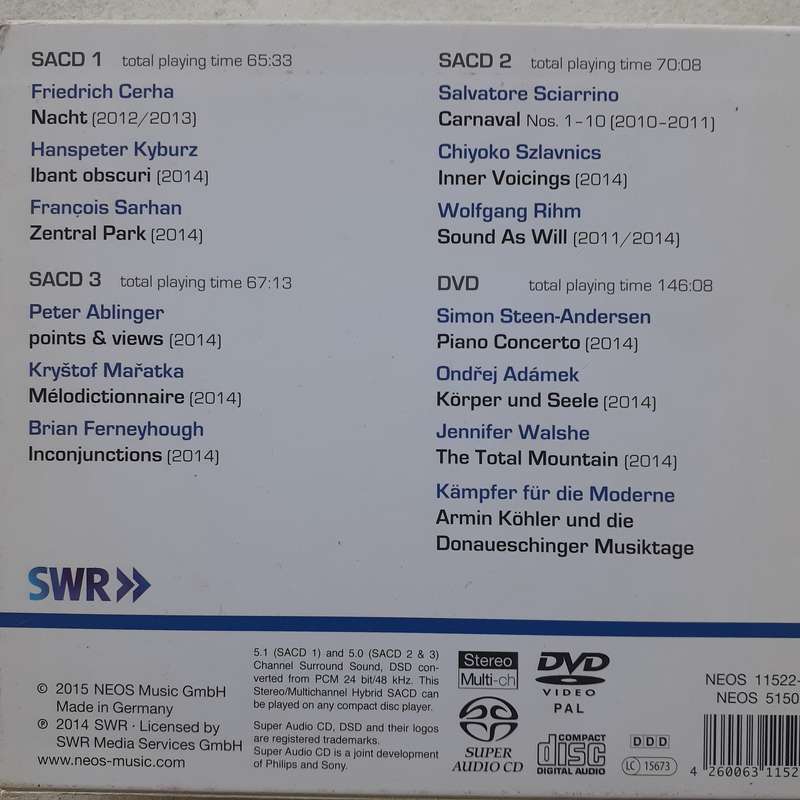 SACD 1 total playing time 65:33
Friedrich Cerha
Nacht (2012/2013)
Hanspeter Kyburz
Ibant obscuri (2014)
François Sarhan
Zentral Park (2014)
SACD 2 total playing time 70:08
Salvatore Sciarrino
Carnaval Nos. 1–10 (2010–2011)
Chiyoko Szlavnics
Inner Voicings (2014)
Wolfgang Rihm
Sound As Will (2011/2014)
SACD 3 total playing time 67:13
Peter Ablinger
points & views (2014)
Kryštof Mařatka
Mélodictionnaire (2014)
Brian Ferneyhough
Inconjunctions (2014)
DVD total playing time 146:08
Simon Steen-Andersen
Piano Concerto (2014)
Ondřej Adámek
Körper und Seele (2014)
Jennifer Walshe
The Total Mountain (2014)
Kämpfer für die Moderne
Armin Köhler und die
Donaueschinger Musiktage
SWR
© 2015 NEOS Music GmbH
Made in Germany
℗ 2014 SWR · Licensed by
SWR Media Services GmbH
www.neos-music.com
5.1 (SACD 1) and 5.0 (SACD 2 & 3)
Channel Surround Sound, DSD con-
verted from PCM 24 bit/48 kHz. This
Stereo/Multichannel Hybrid SACD can
be played on any compact disc player.
Super Audio CD, DSD and their logos
are registered trademarks.
Super Audio CD is a joint development
of Philips and Sony.
Stereo
Multi-ch
SUPER
AUDIO CD
DVD
VIDEO
PAL
COMPACT
disc
DIGITAL AUDIO
DDD
LC 15673
NEOS 11522-
NEOS 5150
4 260063 1152